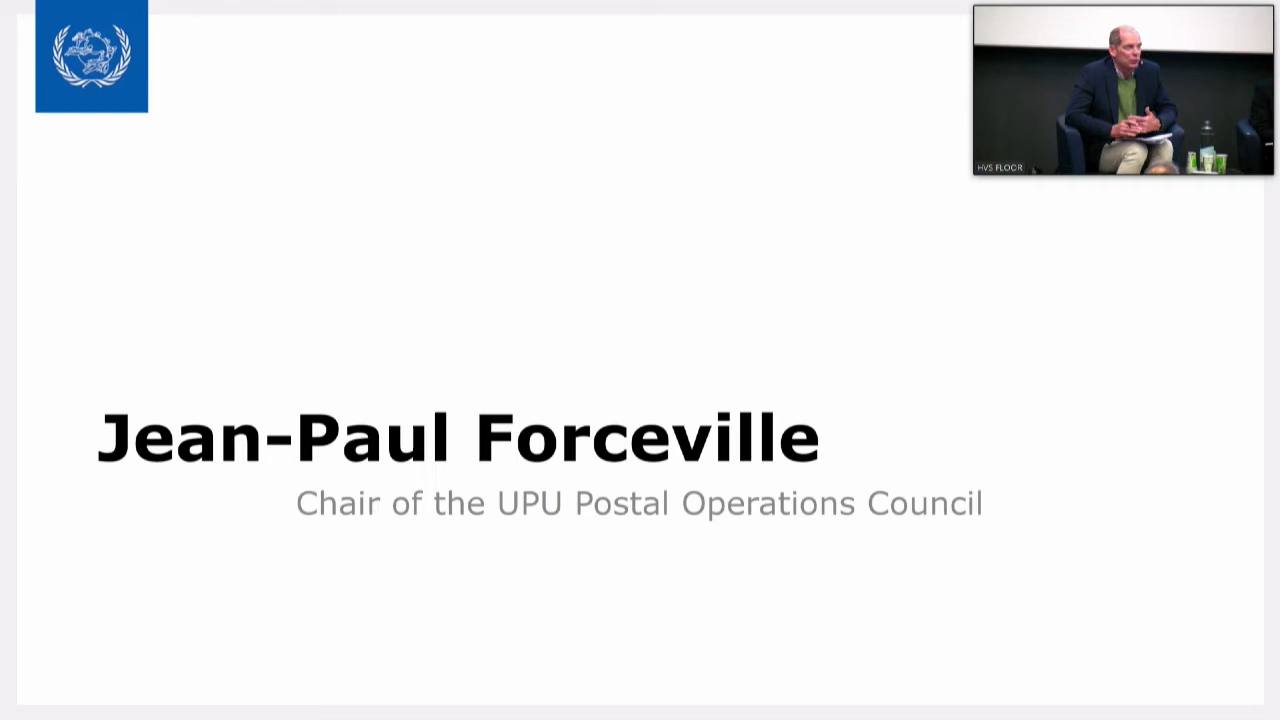 HVS FLOOR
Jean-Paul Forceville
Chair of the UPU Postal Operations Council